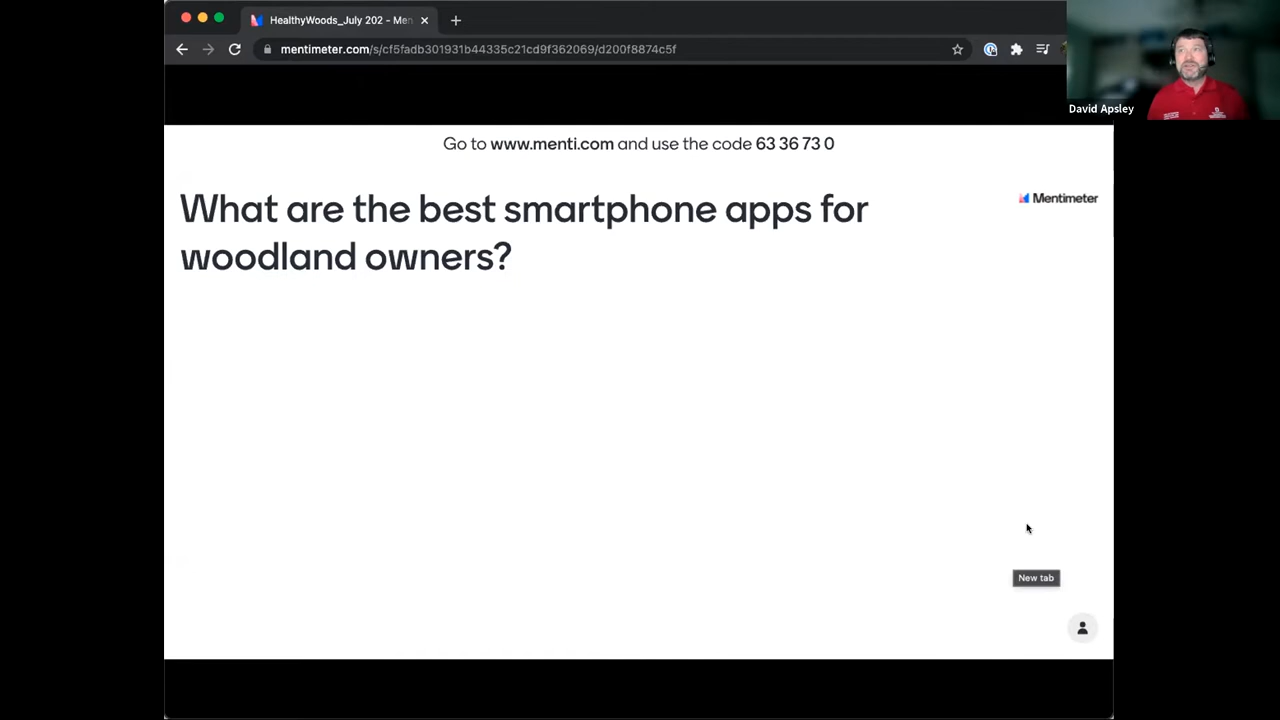 HealthyWoods_July 202 - Men
mentimeter.com/s/cf5fadb301931b44335c21cd9f362069/d200f8874c5f
David Apsley
Go to www.menti.com and use the code 63 36 73 0
What are the best smartphone apps for
woodland owners?
Mentimeter
New tab